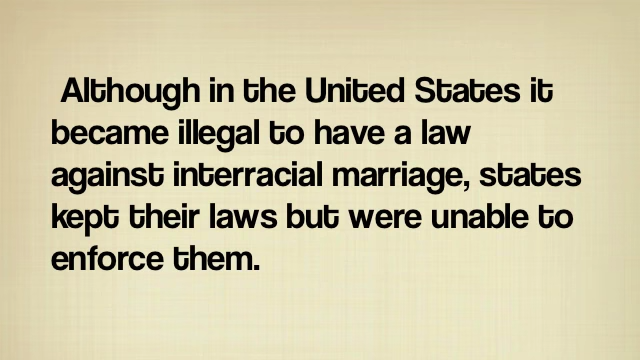 Although in the United States it
became illegal to have a law
against interracial marriage, states
kept their laws but were unable to
enforce them.